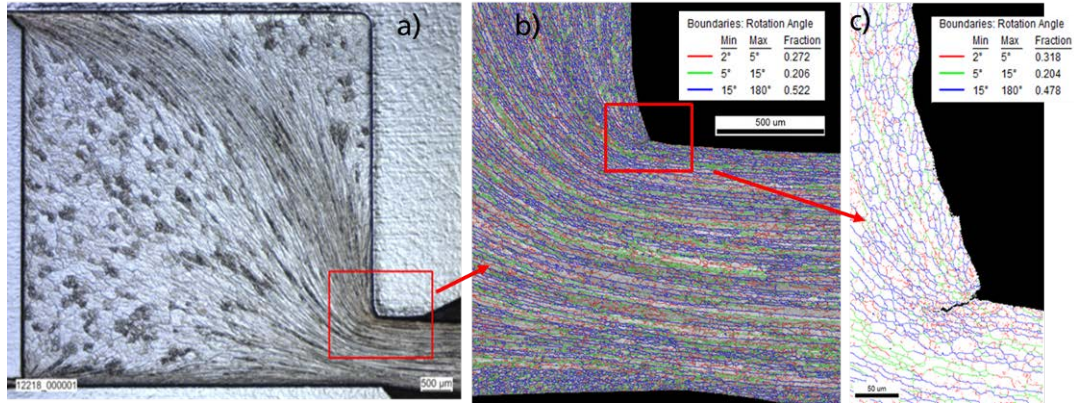 a)
12218_000001
500 µm
b)
Boundaries: Rotation Angle
Min Max Fraction
2° 5° 0.272
5° 15° 0.206
15° 180° 0.522
500 um
c)
Boundaries: Rotation Angle
Min Max Fraction
2° 5° 0.318
5° 15° 0.204
15° 180° 0.478
50 um